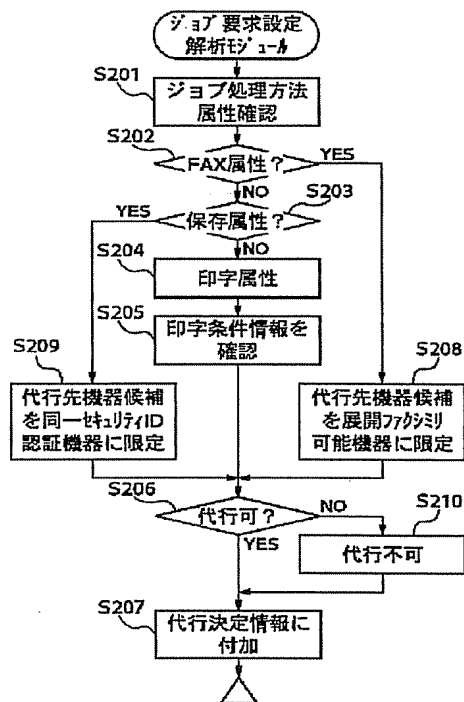 ジョブ要求設定
解析モジュール
S201
ジョブ処理方法
属性確認
S202
FAX属性?
YES
NO
S203
YES
保存属性?
NO
S204
印字属性
S205
印字条件情報を
確認
S209
代行先機器候補
を同一セキュリティID
認証機器に限定
S208
代行先機器候補
を展開ファクシミリ
可能機器に限定
S206
代行可?
NO
YES
S210
代行不可
S207
代行決定情報に
付加